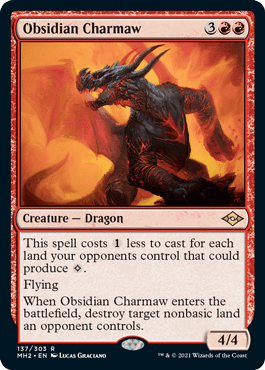 Obsidian Charmaw 3
Creature — Dragon
This spell costs 1 less to cast for each
land your opponents control that could
produce ◇.
Flying
When Obsidian Charmaw enters the
battlefield, destroy target nonbasic land
an opponent controls.
4/4
137/303 R
MH2 • EN LUCAS GRACIANO
™ & © 2021 Wizards of the Coast